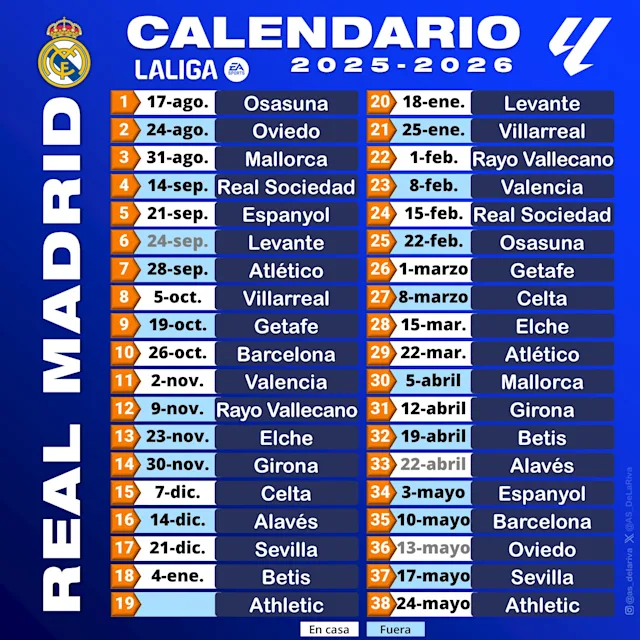 CALENDARIO
LALIGA EA SPORTS 2025-2026
REAL MADRID
1 17-ago. Osasuna
2 24-ago. Oviedo
3 31-ago. Mallorca
4 14-sep. Real Sociedad
5 21-sep. Espanyol
6 24-sep. Levante
7 28-sep. Atlético
8 5-oct. Villarreal
9 19-oct. Getafe
10 26-oct. Barcelona
11 2-nov. Valencia
12 9-nov. Rayo Vallecano
13 23-nov. Elche
14 30-nov. Girona
15 7-dic. Celta
16 14-dic. Alavés
17 21-dic. Sevilla
18 4-ene. Betis
19 Athletic
20 18-ene. Levante
21 25-ene. Villarreal
22 1-feb. Rayo Vallecano
23 8-feb. Valencia
24 15-feb. Real Sociedad
25 22-feb. Osasuna
26 1-marzo Getafe
27 8-marzo Celta
28 15-mar. Elche
29 22-mar. Atlético
30 5-abril Mallorca
31 12-abril Girona
32 19-abril Betis
33 22-abril Alavés
34 3-mayo Espanyol
35 10-mayo Barcelona
36 13-mayo Oviedo
37 17-mayo Sevilla
38 24-mayo Athletic
En casa Fuera
@as_delariva X @AS_DeLaRiva